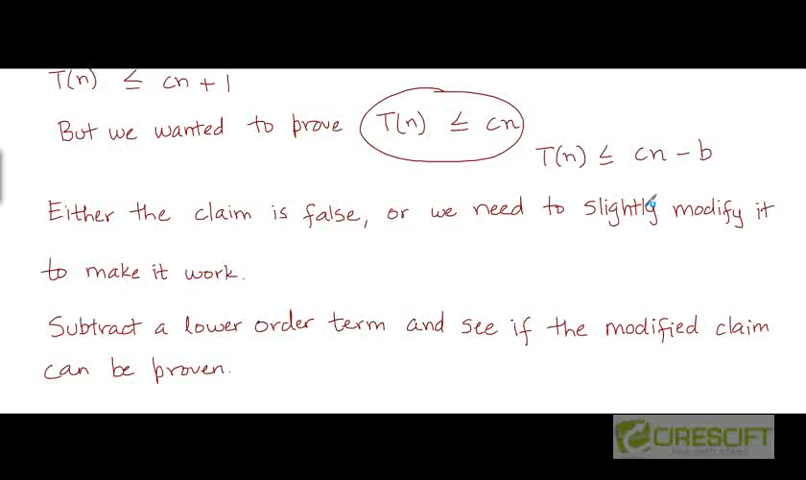 T(n) ≤ cn + 1
But we wanted to prove T(n) ≤ cn
T(n) ≤ cn - b
Either the claim is false, or we need to slightly modify it
to make it work.
Subtract a lower order term and see if the modified claim
can be proven.
CIRESCIFT